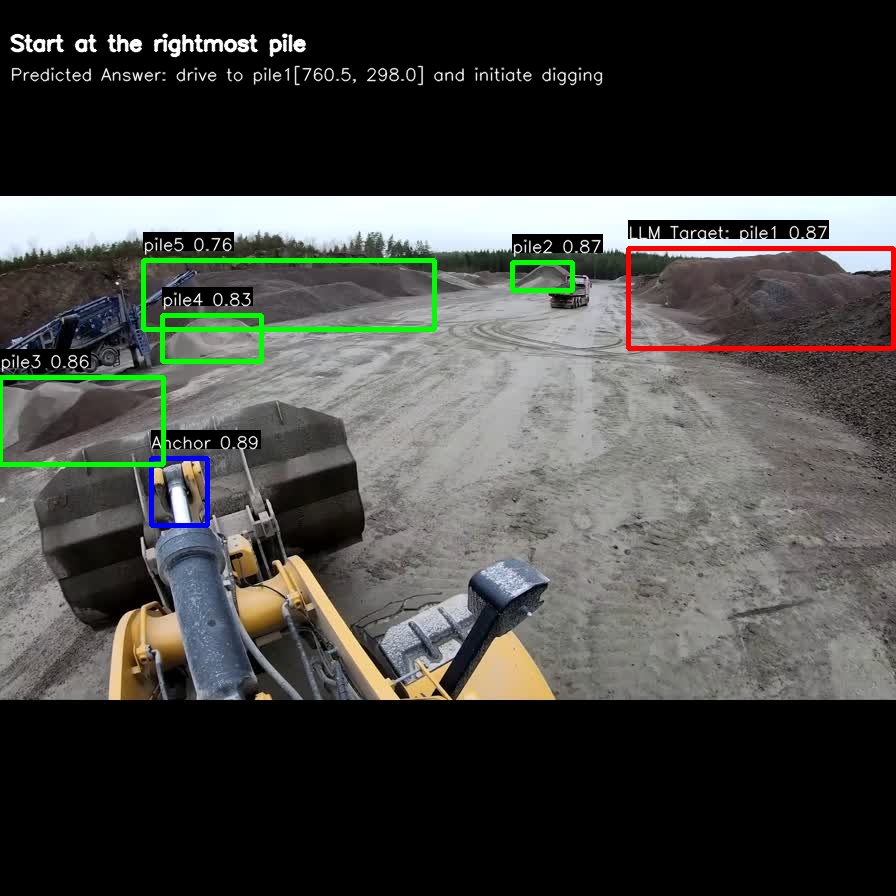 Start at the rightmost pile
Predicted Answer: drive to pile1[760.5, 298.0] and initiate digging
LLM Target: pile1 0.87
pile5 0.76
pile2 0.87
pile4 0.83
pile3 0.86
Anchor 0.89